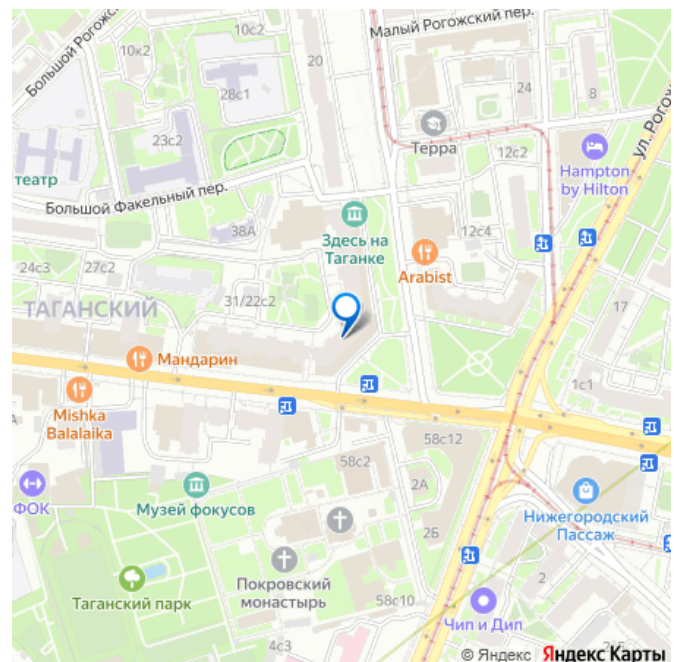 10с2
Малый Рогожский пер.
10к2
Большой Рогожс
20
28с1
24
8
23с2
Терра
12с2
Hampton
by Hilton
ул. Рогожс
театр
Большой Факельный пер.
38А
Здесь на
Таганке
12с4
Arabist
24с3
27с2
31/22с2
ТАГАНСКИЙ
17
Мандарин
1с1
Mishka
Balalaika
58с12
58с2
2А
ФОК
Музей фокусов
2Б
Нижегородский
Пассаж
Покровский
монастырь
Таганский парк
58с10
2
Чип и Дип
4с3
© Яндекс Яндекс Карты